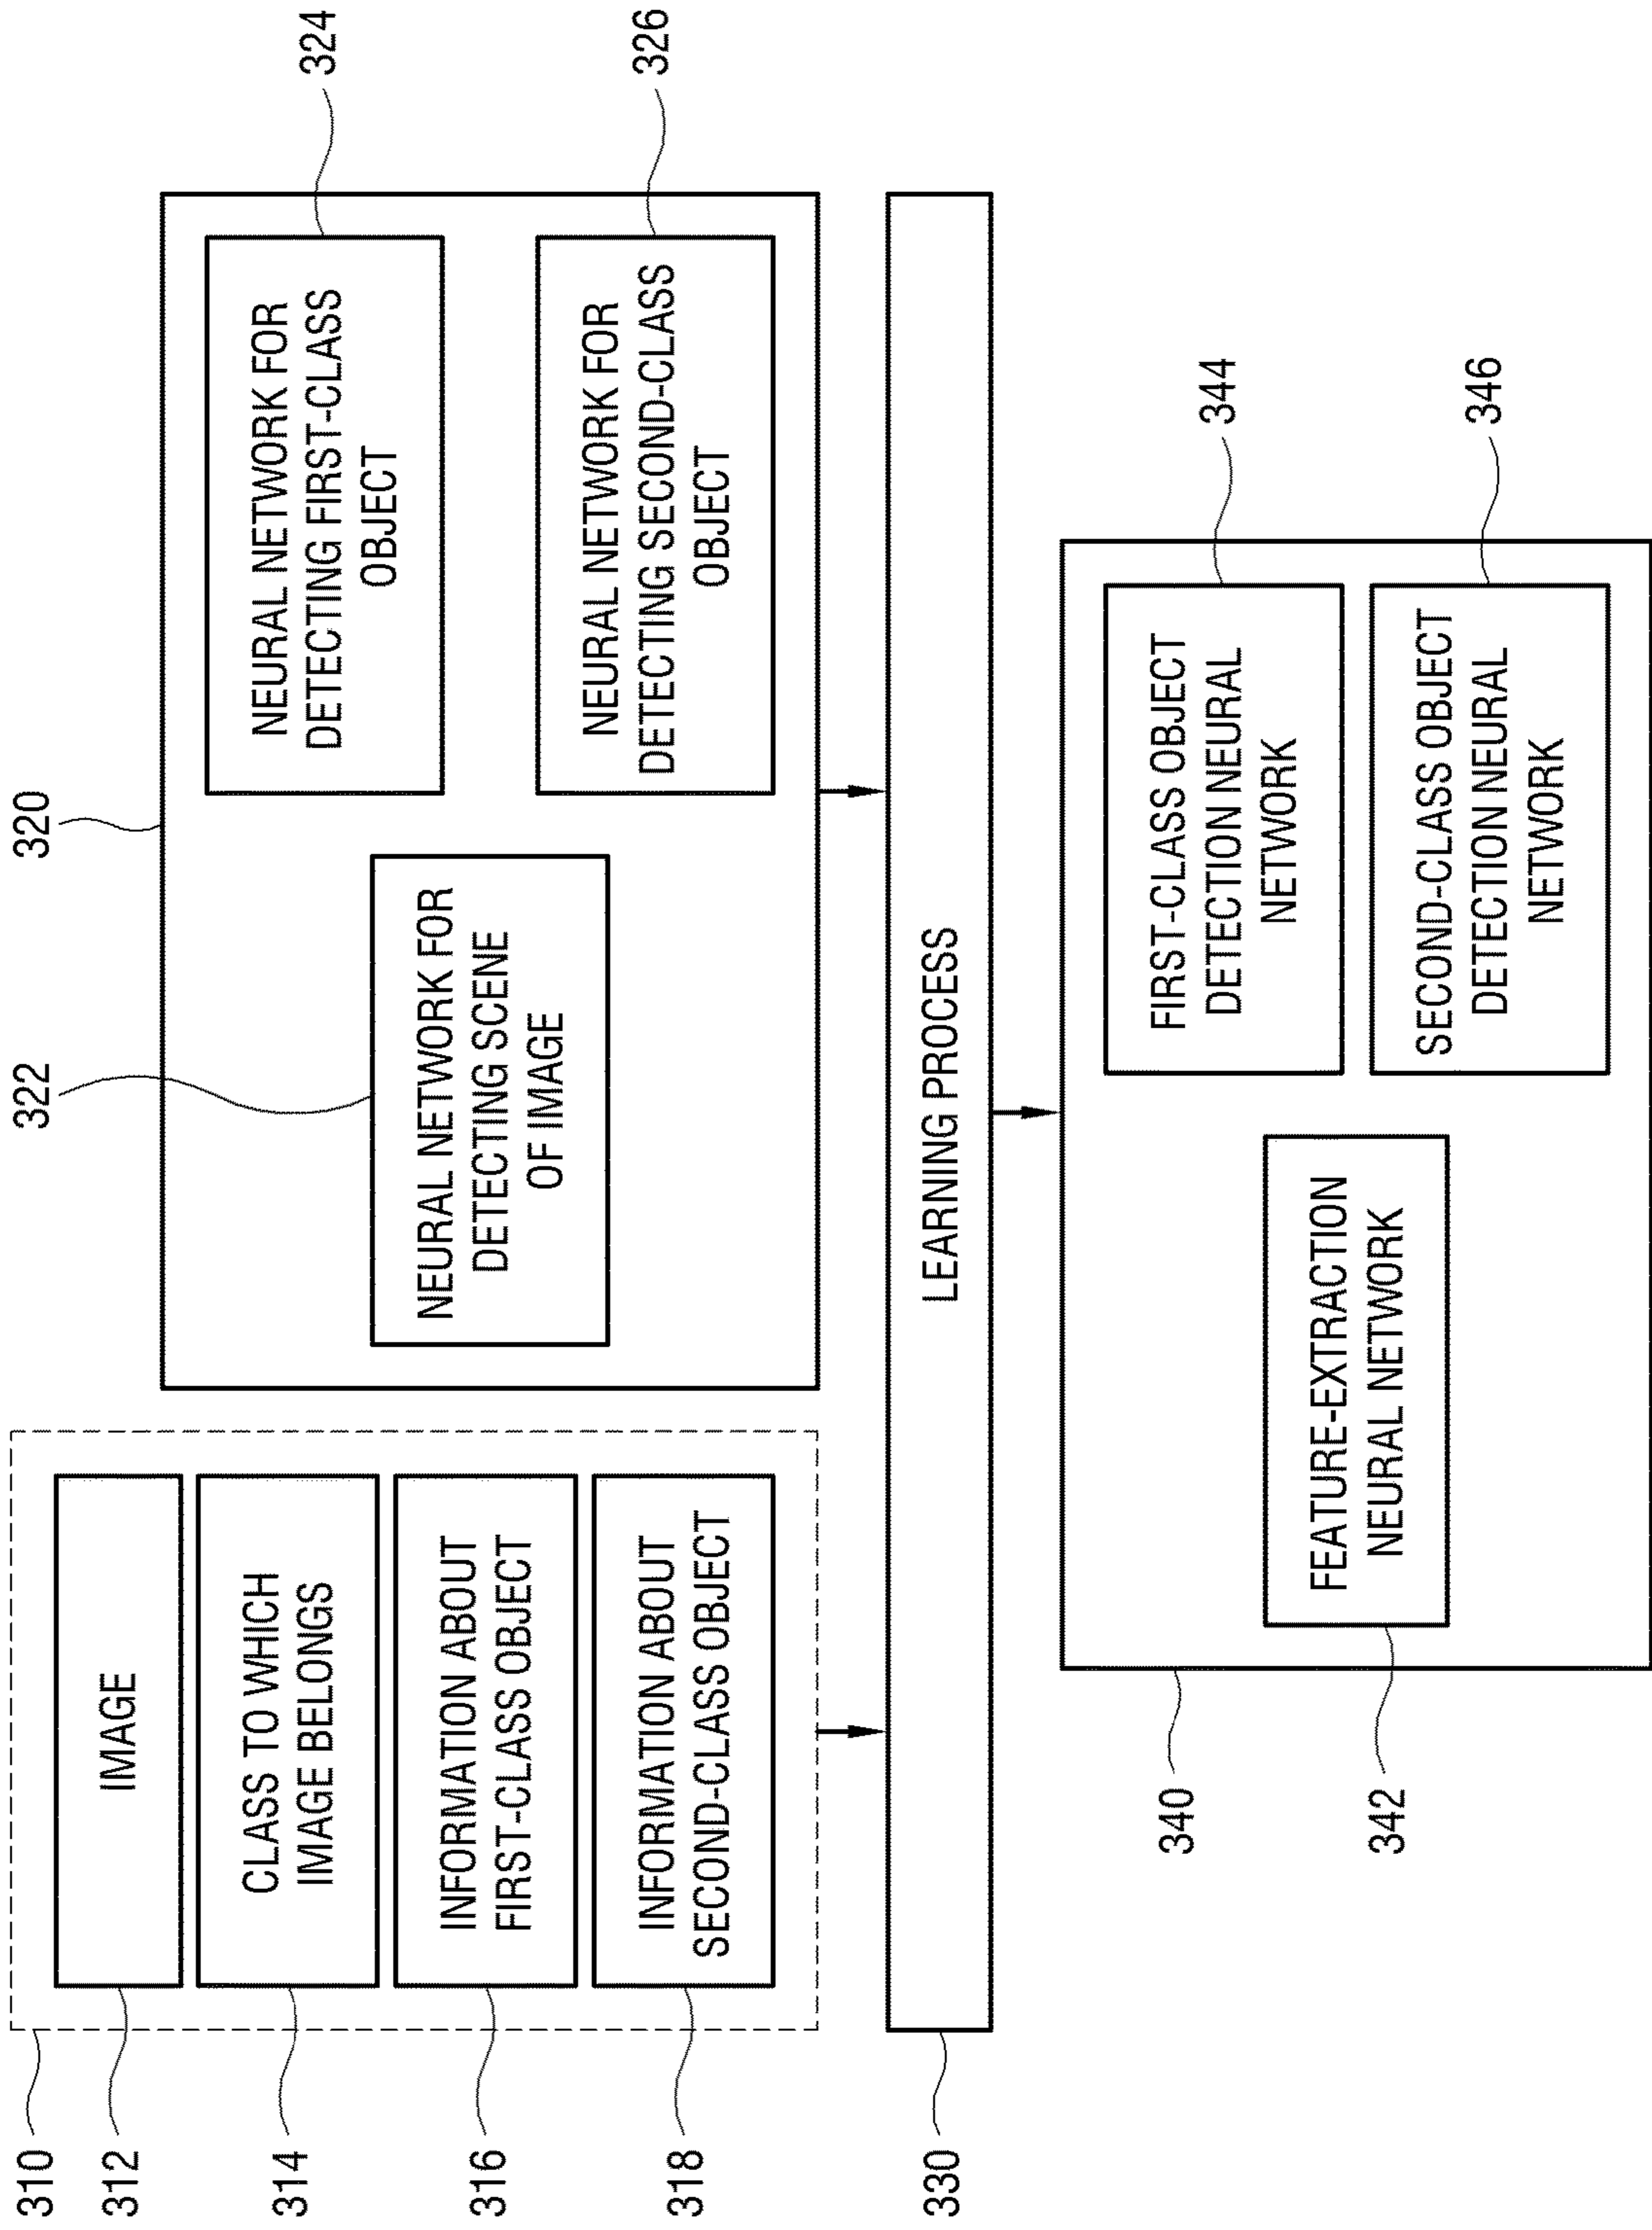 310
312
IMAGE
314
CLASS TO WHICH
IMAGE BELONGS
316
INFORMATION ABOUT
FIRST-CLASS OBJECT
318
INFORMATION ABOUT
SECOND-CLASS OBJECT
320
322
NEURAL NETWORK FOR
DETECTING SCENE
OF IMAGE
324
NEURAL NETWORK FOR
DETECTING FIRST-CLASS
OBJECT
326
NEURAL NETWORK FOR
DETECTING SECOND-CLASS
OBJECT
330
LEARNING PROCESS
340
342
FEATURE-EXTRACTION
NEURAL NETWORK
344
FIRST-CLASS OBJECT
DETECTION NEURAL
NETWORK
346
SECOND-CLASS OBJECT
DETECTION NEURAL
NETWORK